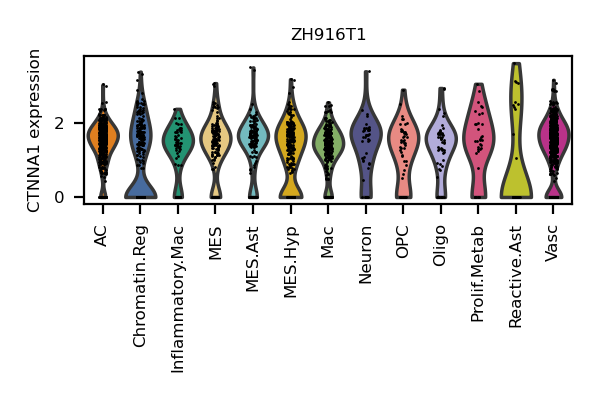 ZH916T1
CTNNA1 expression
2
0
AC
Chromatin.Reg
Inflammatory.Mac
MES
MES.Ast
MES.Hyp
Mac
Neuron
OPC
Oligo
Prolif.Metab
Reactive.Ast
Vasc